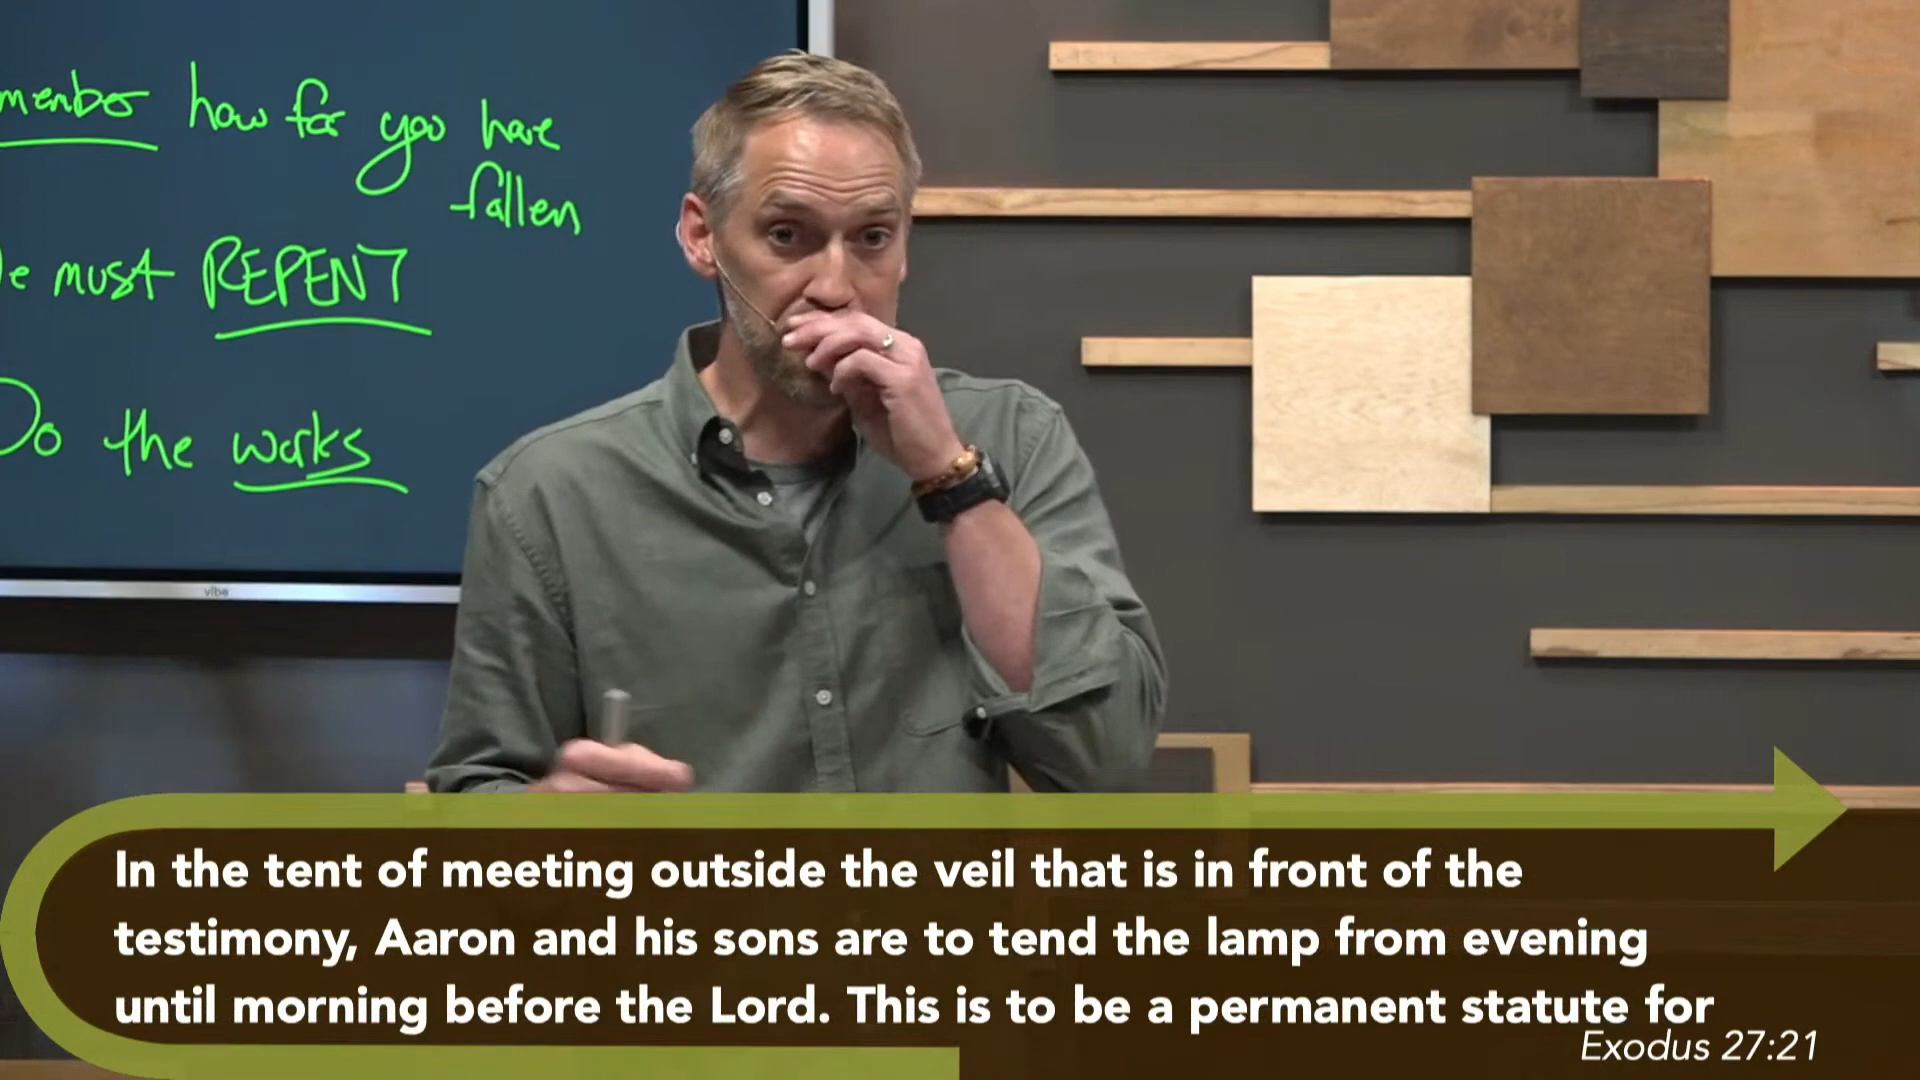 member how far you have
fallen
e must REPENT
Do the works
vibe
In the tent of meeting outside the veil that is in front of the
testimony, Aaron and his sons are to tend the lamp from evening
until morning before the Lord. This is to be a permanent statute for
Exodus 27:21